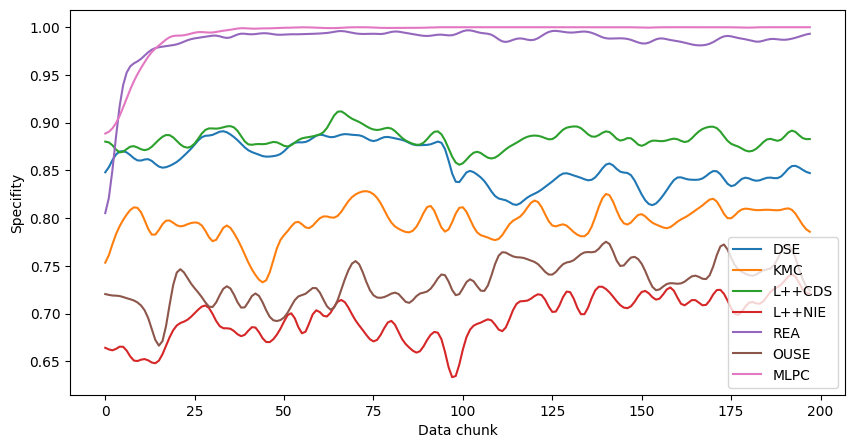 1.00
0.95
0.90
0.85
0.80
0.75
0.70
0.65
Specifity
0 25 50 75 100 125 150 175 200
Data chunk
DSE
KMC
L++CDS
L++NIE
REA
OUSE
MLPC